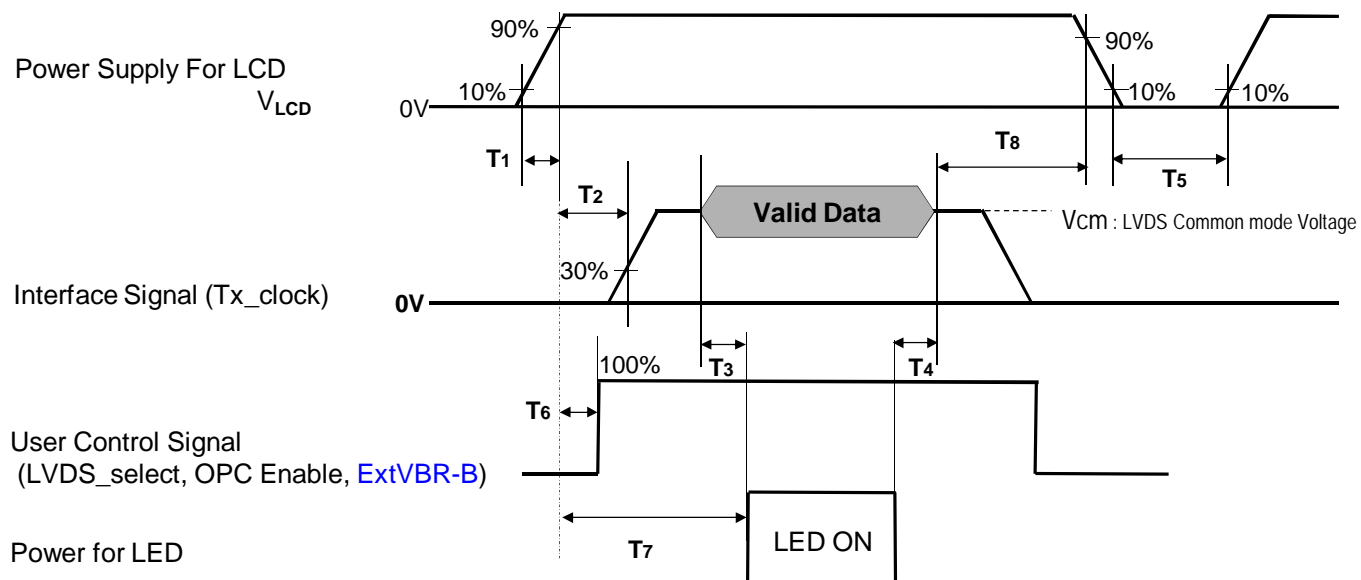 90%
90%
Power Supply For LCD
VLCD
10%
0V
10%
10%
T1
T8
T5
T2
Valid Data
Vcm : LVDS Common mode Voltage
30%
Interface Signal (Tx_clock)
0V
T3
T4
100%
T6
User Control Signal
(LVDS_select, OPC Enable, ExtVBR-B)
T7
LED ON
Power for LED